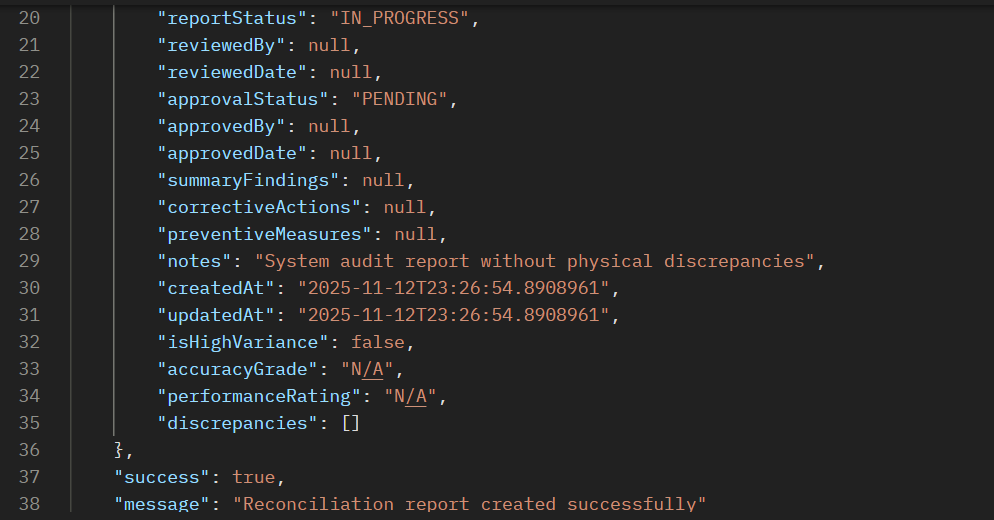 20 "reportStatus": "IN_PROGRESS",
21 "reviewedBy": null,
22 "reviewedDate": null,
23 "approvalStatus": "PENDING",
24 "approvedBy": null,
25 "approvedDate": null,
26 "summaryFindings": null,
27 "correctiveActions": null,
28 "preventiveMeasures": null,
29 "notes": "System audit report without physical discrepancies",
30 "createdAt": "2025-11-12T23:26:54.8908961",
31 "updatedAt": "2025-11-12T23:26:54.8908961",
32 "isHighVariance": false,
33 "accuracyGrade": "N/A",
34 "performanceRating": "N/A",
35 "discrepancies": []
36 },
37 "success": true,
38 "message": "Reconciliation report created successfully"